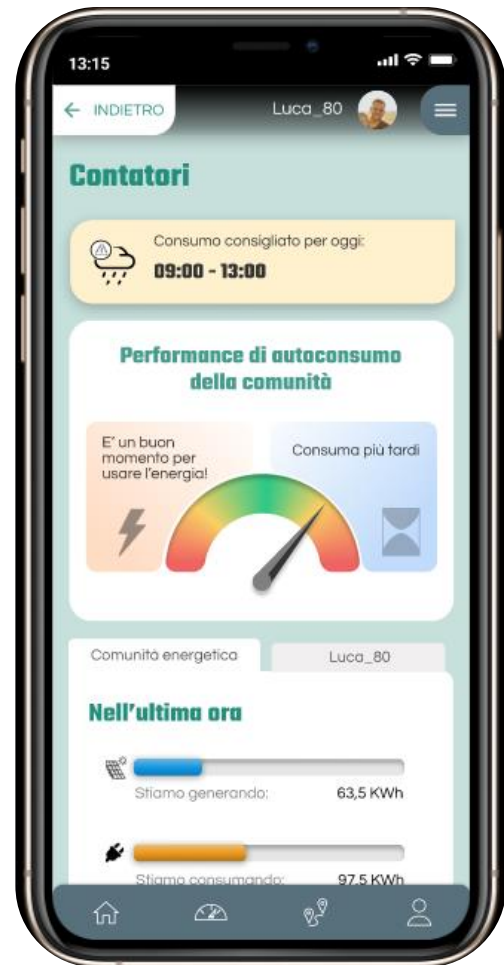 13:15
INDIETRO
Luca_80
Contatori
Consumo consigliato per oggi:
09:00 - 13:00
Performance di autoconsumo
della comunità
E' un buon
momento per
usare l'energia!
Consuma più tardi
Comunità energetica
Luca_80
Nell'ultima ora
Stiamo generando:
63,5 KWh
Stiamo consumando:
97,5 KWh